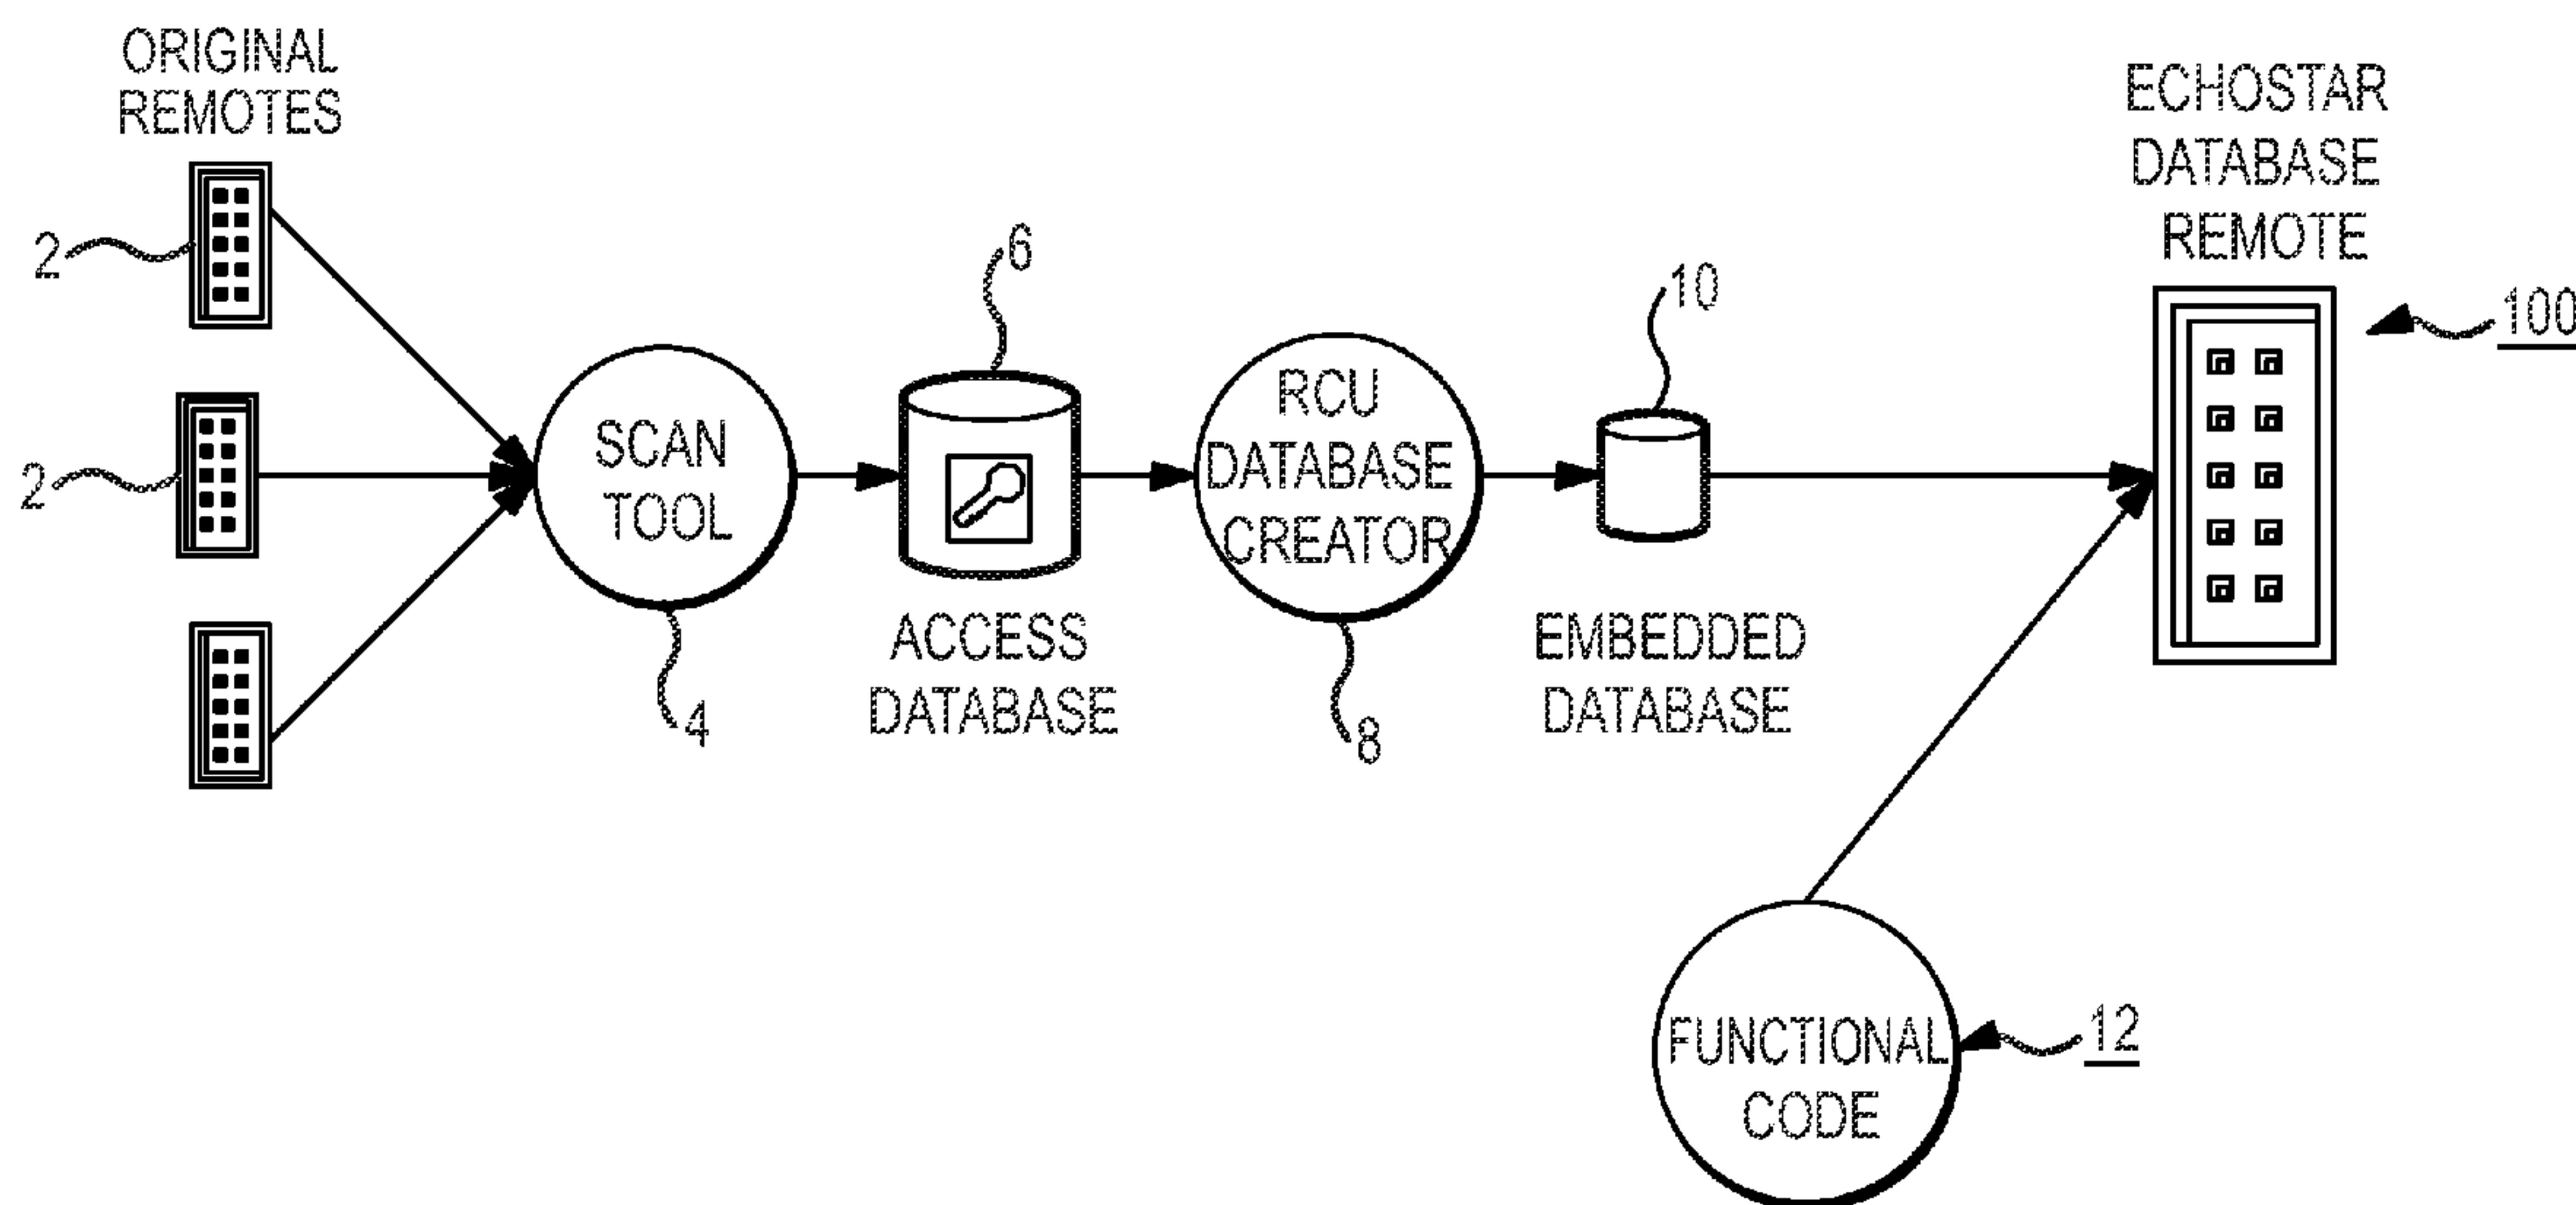 ORIGINAL
REMOTES
2
2
SCAN
TOOL
4
6
ACCESS
DATABASE
RCU
DATABASE
CREATOR
8
10
EMBEDDED
DATABASE
ECHOSTAR
DATABASE
REMOTE
100
FUNCTIONAL
CODE
12